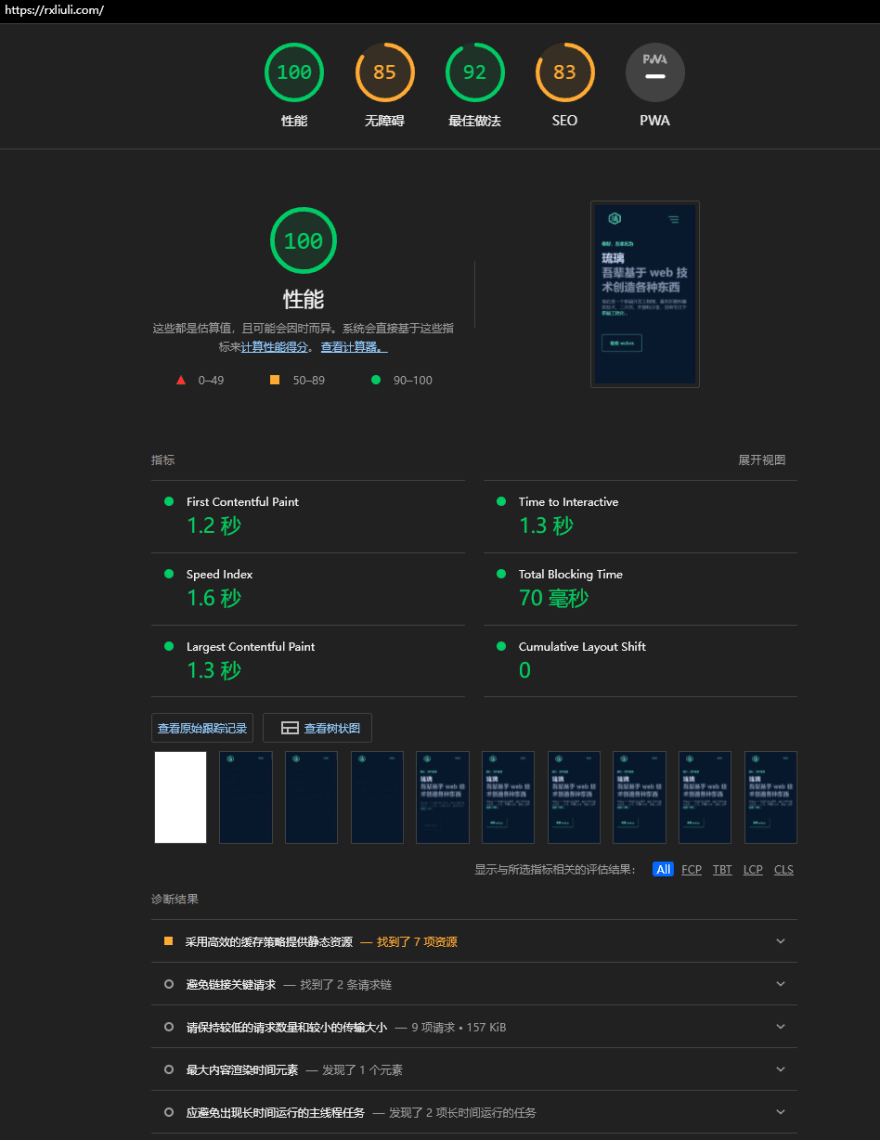 https://rxliuli.com/
100
85
92
83
PWA
性能
无障碍
最佳做法
SEO
PWA
100
性能
这些都是估算值，且可能会因时而异。系统会直接基于这些指
标来计算性能得分。查看计算器。
0–49
50–89
90–100
琉璃
吾辈基于 web 技
术创造各种东西
指标
展开视图
First Contentful Paint
1.2 秒
Time to Interactive
1.3 秒
Speed Index
1.6 秒
Total Blocking Time
70 毫秒
Largest Contentful Paint
1.3 秒
Cumulative Layout Shift
0
查看原始跟踪记录
查看树状图
显示与所选指标相关的评估结果：
All
FCP
TBT
LCP
CLS
诊断结果
采用高效的缓存策略提供静态资源 — 找到了 7 项资源
避免链接关键请求 — 找到了 2 条请求链
请保持较低的请求数量和较小的传输大小 — 9 项请求 • 157 KiB
最大内容渲染时间元素 — 发现了 1 个元素
应避免出现长时间运行的主线程任务 — 发现了 2 项长时间运行的任务